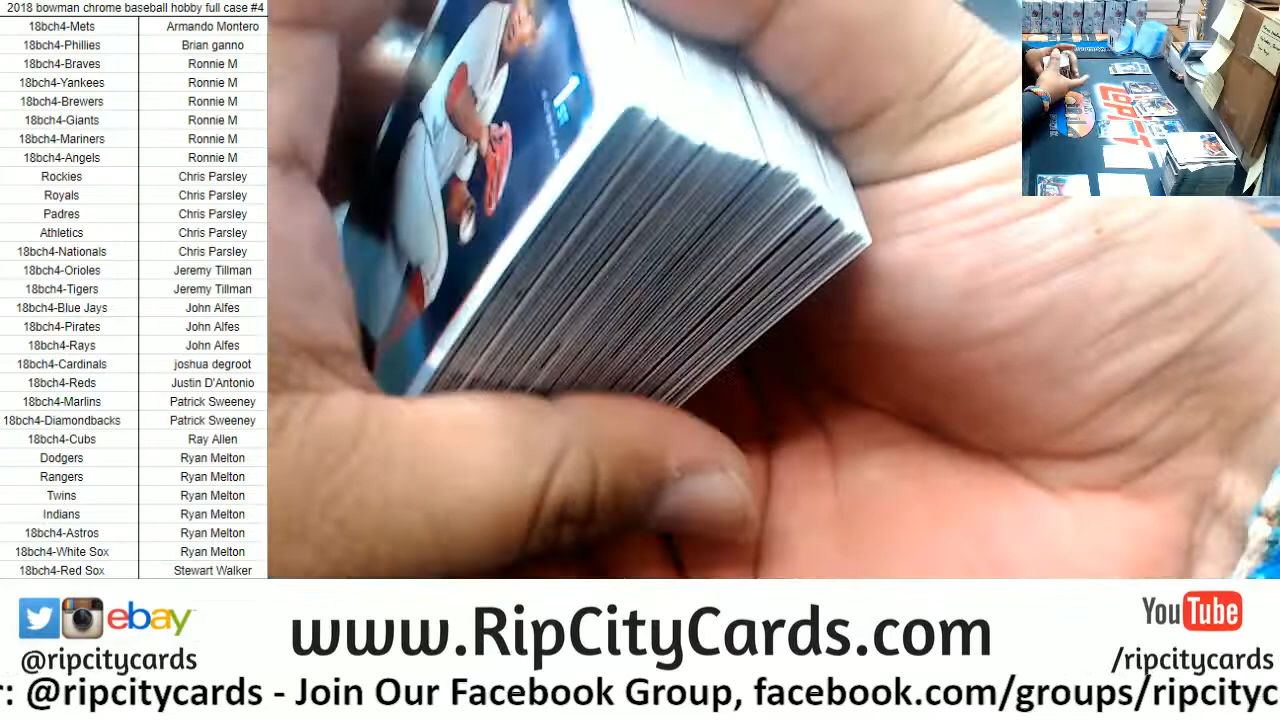 2018 bowman chrome baseball hobby full case #4
18bch4-Mets Armando Montero
18bch4-Phillies Brian ganno
18bch4-Braves Ronnie M
18bch4-Yankees Ronnie M
18bch4-Brewers Ronnie M
18bch4-Giants Ronnie M
18bch4-Mariners Ronnie M
18bch4-Angels Ronnie M
Rockies Chris Parsley
Royals Chris Parsley
Padres Chris Parsley
Athletics Chris Parsley
18bch4-Nationals Chris Parsley
18bch4-Orioles Jeremy Tillman
18bch4-Tigers Jeremy Tillman
18bch4-Blue Jays John Alfes
18bch4-Pirates John Alfes
18bch4-Rays John Alfes
18bch4-Cardinals joshua degroot
18bch4-Reds Justin D'Antonio
18bch4-Marlins Patrick Sweeney
18bch4-Diamondbacks Patrick Sweeney
18bch4-Cubs Ray Allen
Dodgers Ryan Melton
Rangers Ryan Melton
Twins Ryan Melton
Indians Ryan Melton
18bch4-Astros Ryan Melton
18bch4-White Sox Ryan Melton
18bch4-Red Sox Stewart Walker
ebay
@ripcitycards
www.RipCityCards.com
YouTube
/ripcitycards
r: @ripcitycards - Join Our Facebook Group, facebook.com/groups/ripcityc